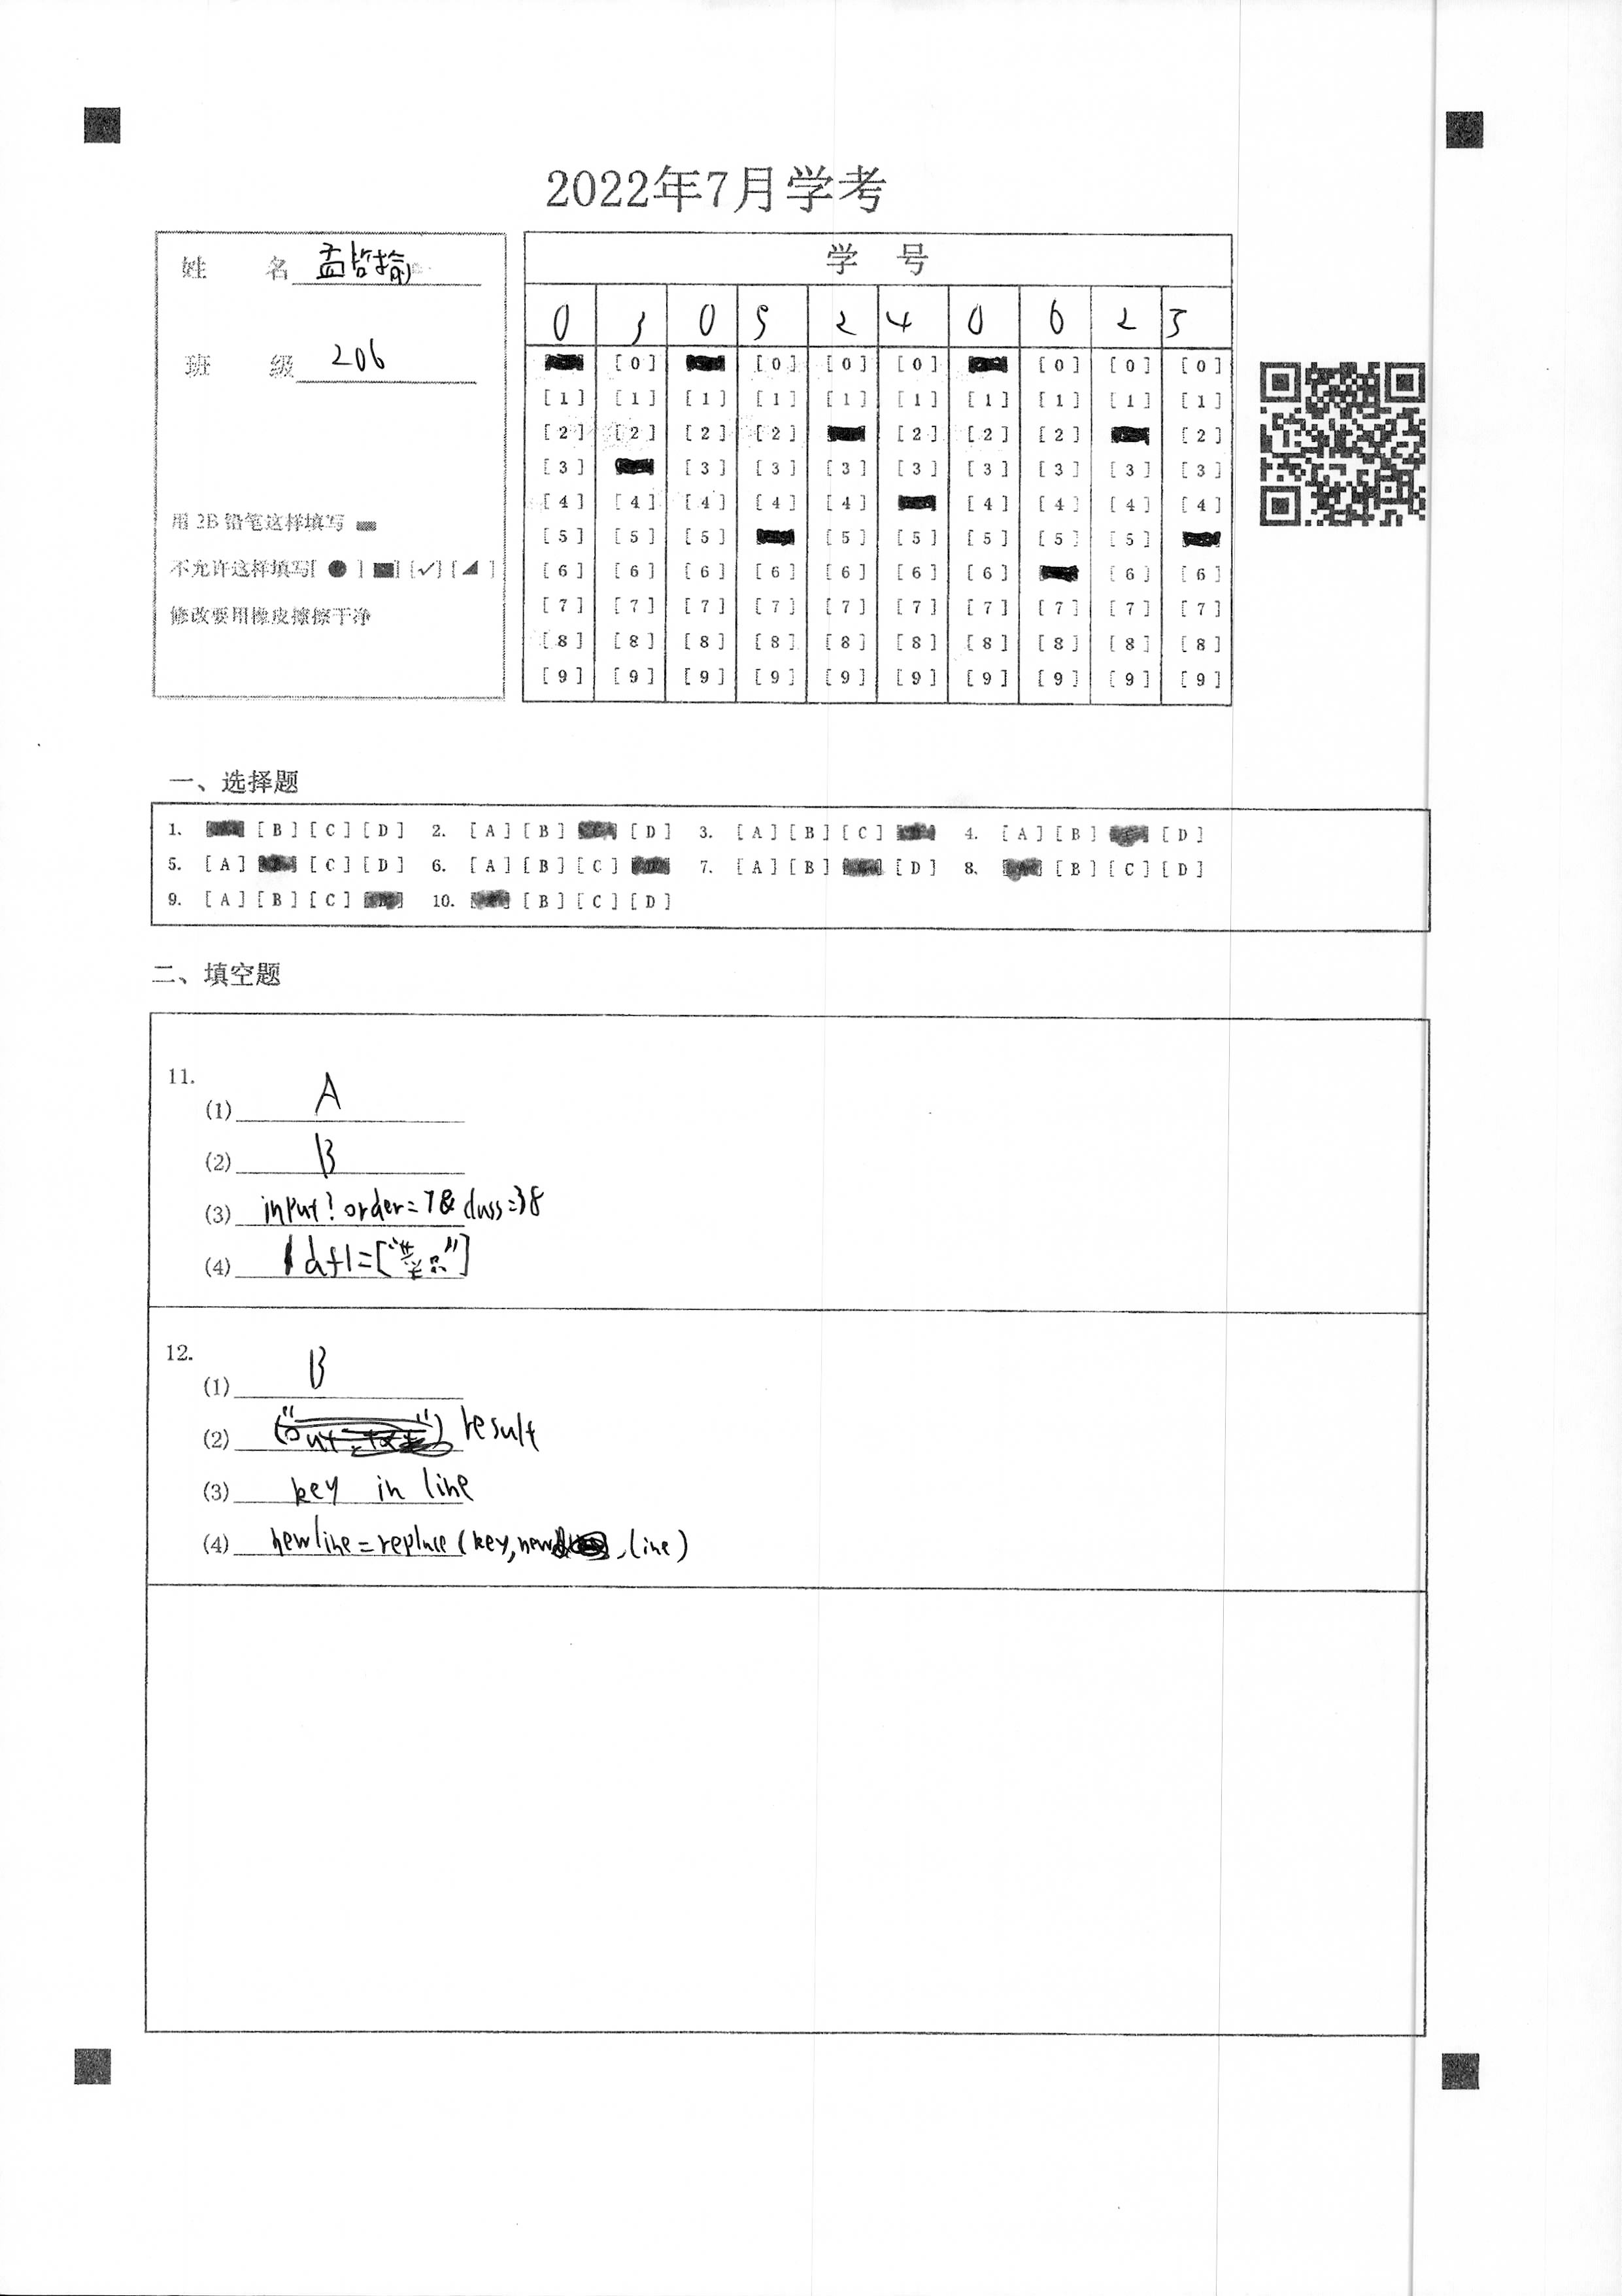 2022年7月学考
姓 名 孟哲揄
班 级 206
用 2B 铅笔这样填写
不允许这样填写[ ● ] ■] [✓] [ ◢ ]
修改要用橡皮擦擦干净
学 号
0 3 0 5 2 4 0 6 2 5
[0] [0] [0] [0] [0] [0] [0]
[1] [1] [1] [1] [1] [1] [1] [1] [1] [1]
[2] [2] [2] [2] [2] [2] [2] [2]
[3] [3] [3] [3] [3] [3] [3] [3] [3]
[4] [4] [4] [4] [4] [4] [4] [4] [4]
[5] [5] [5] [5] [5] [5] [5] [5]
[6] [6] [6] [6] [6] [6] [6] [6] [6]
[7] [7] [7] [7] [7] [7] [7] [7] [7] [7]
[8] [8] [8] [8] [8] [8] [8] [8] [8] [8]
[9] [9] [9] [9] [9] [9] [9] [9] [9] [9]
一、选择题
1. [B] [C] [D] 2. [A] [B] [D] 3. [A] [B] [C] 4. [A] [B] [D]
5. [A] [C] [D] 6. [A] [B] [C] 7. [A] [B] [D] 8. [B] [C] [D]
9. [A] [B] [C] 10. [B] [C] [D]
二、填空题
11.
(1) A
(2) B
(3) input?order=7&class=38
(4) df1=[" "]
12.
(1) B
(2) result
(3) key in line
(4) newline=replace(key,new,line)